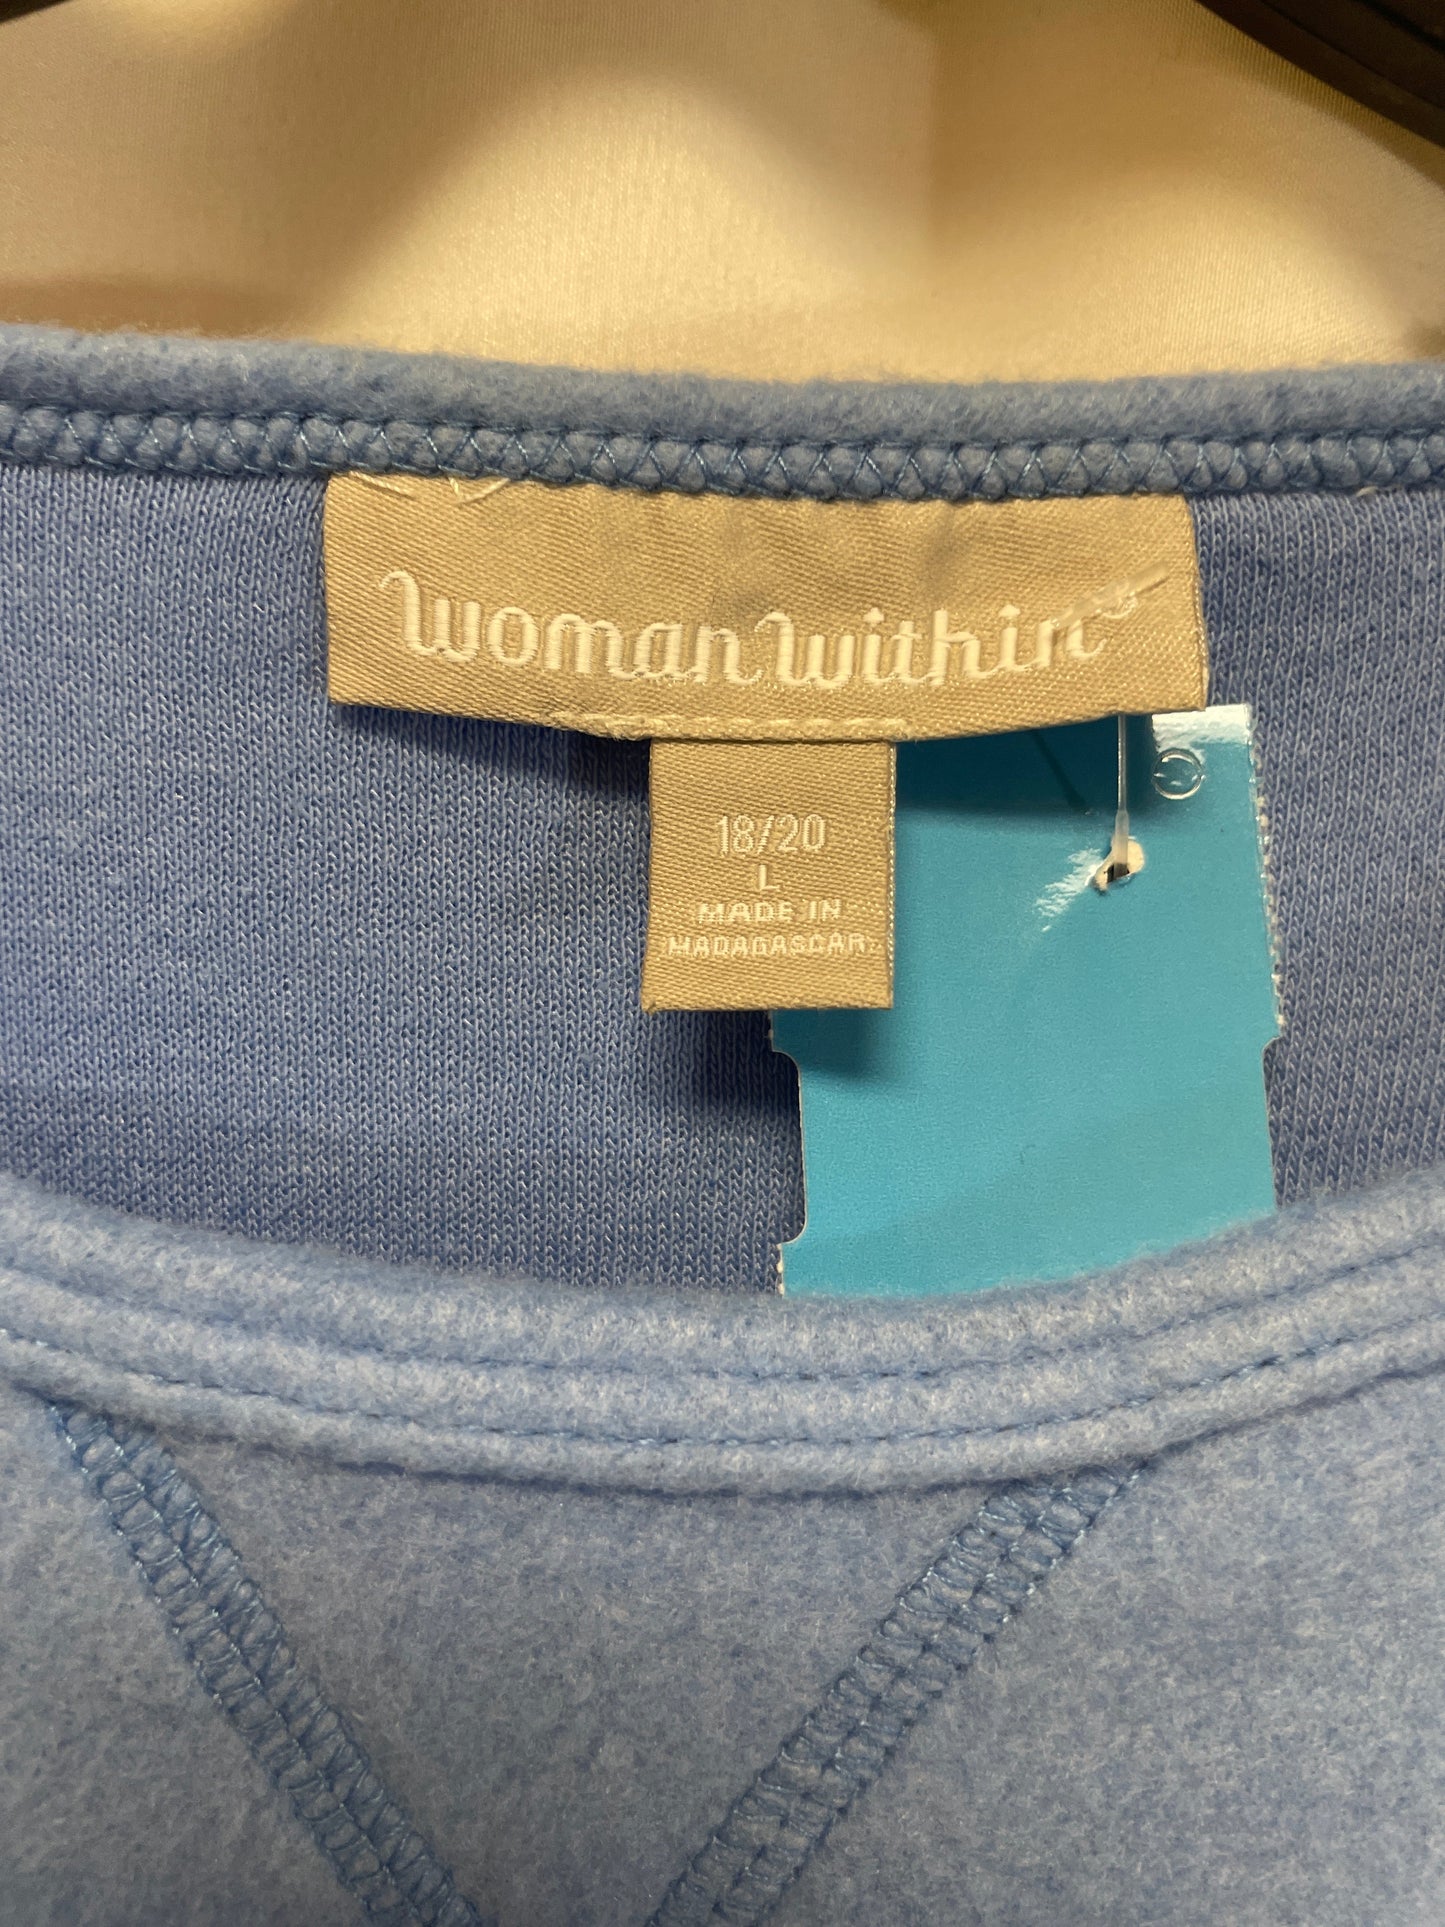 Woman Within®
18/20
L
MADE IN
MADAGASCAR